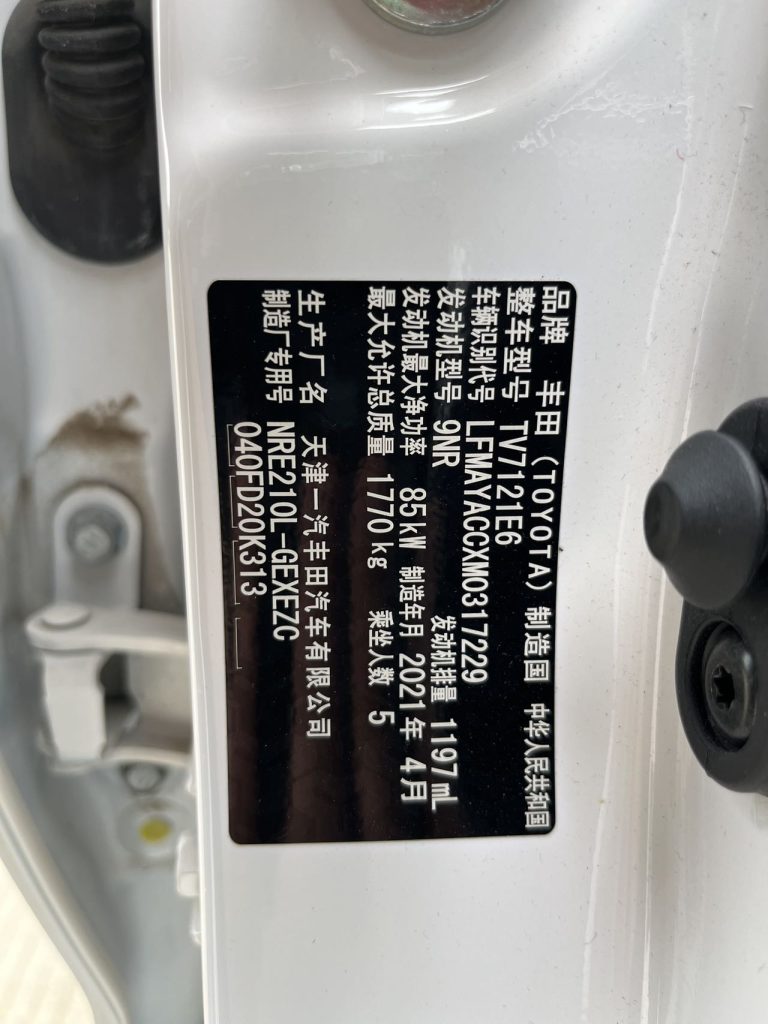 品牌 丰田（TOYOTA）制造国 中华人民共和国
整车型号 TV7121E6
车辆识别代号 LFMAYACCXM0317229
发动机型号 9NR 发动机排量 1197 mL
发动机最大净功率 85kW 制造年月 2021年 4月
最大允许总质量 1770kg 乘坐人数 5
生产厂名 天津一汽丰田汽车有限公司
制造厂专用号 NRE210L-GEXEZC
040FD20K313